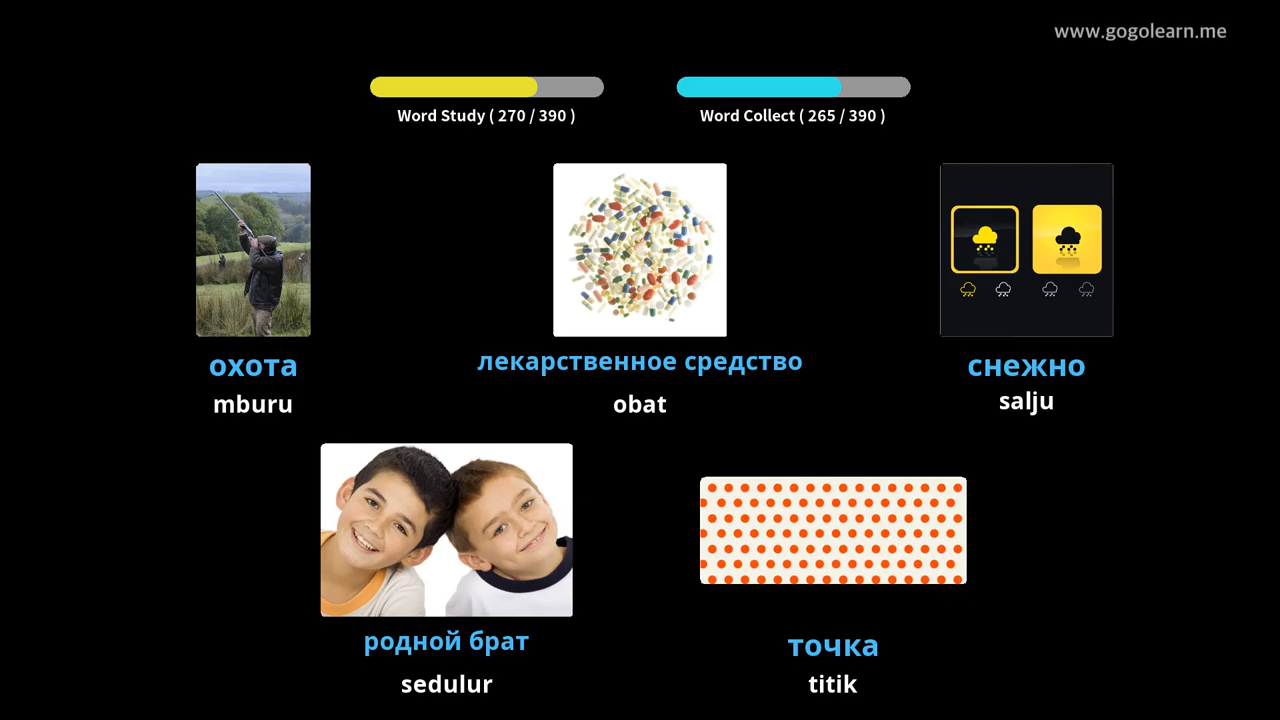 www.gogolearn.me
Word Study ( 270 / 390 )
Word Collect ( 265 / 390 )
охота
mburu
лекарственное средство
obat
снежно
salju
родной брат
sedulur
точка
titik